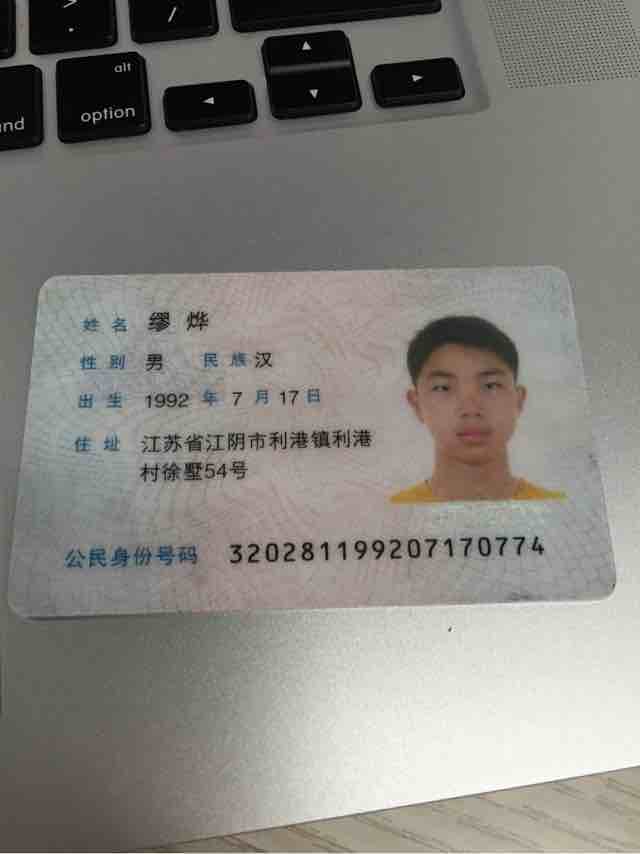 alt
option
姓名 缪烨
性别 男 民族 汉
出生 1992 年 7 月 17 日
住址 江苏省江阴市利港镇利港
村徐墅54号
公民身份号码 320281199207170774